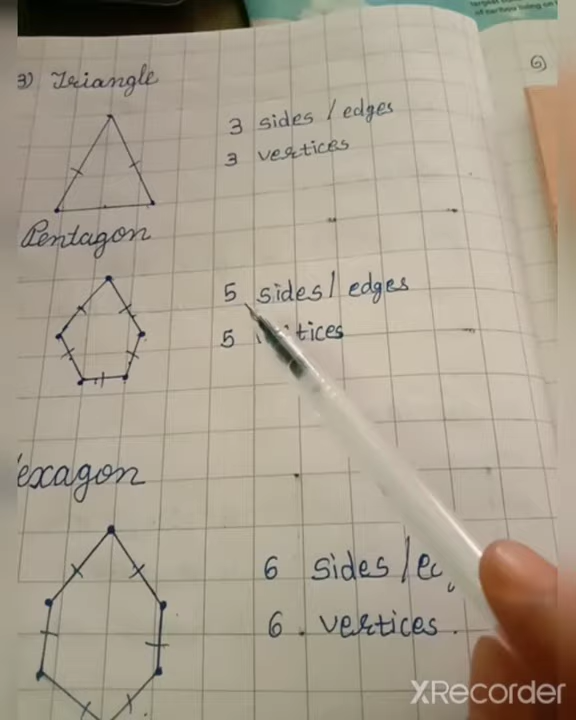 3) Triangle
3 sides / edges
3 vertices
Pentagon
5 sides / edges
5 tices
exagon
6 sides / ed
6. vertices.
6)
XRecorder